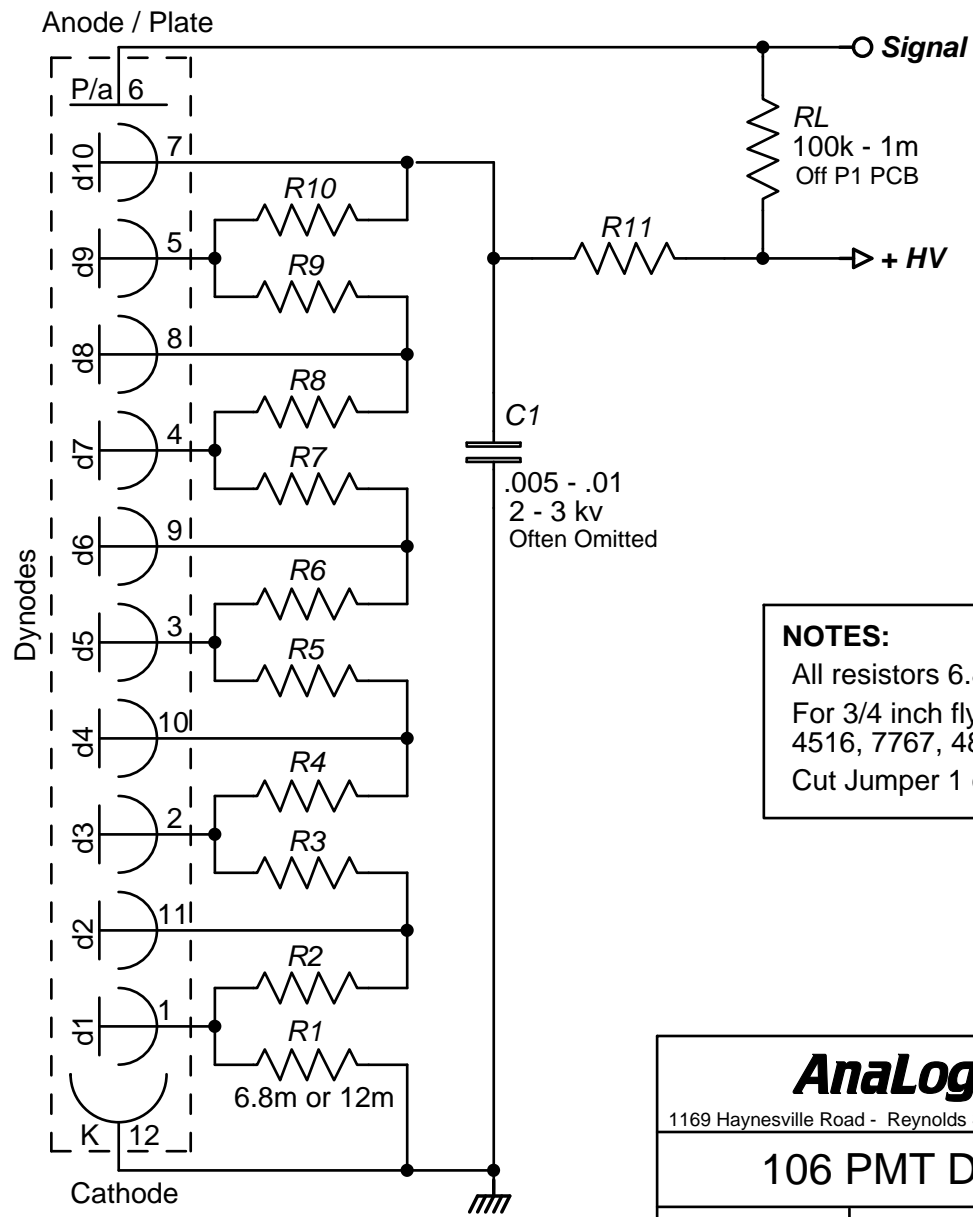 Anode / Plate
Signal
P/a 6
RL
100k - 1m
Off P1 PCB
d10 7
R10
R11
+ HV
d9 5
R9
d8 8
R8
C1
d7 4
R7
.005 - .01
2 - 3 kv
Often Omitted
d6 9
R6
Dynodes
d5 3
R5
NOTES:
All resistors 6.
For 3/4 inch fly
4516, 7767, 48
Cut Jumper 1
d4 10
R4
d3 2
R3
d2 11
R2
d1 1
R1
6.8m or 12m
K 12
Cathode
AnaLog
1169 Haynesville Road - Reynolds
106 PMT D